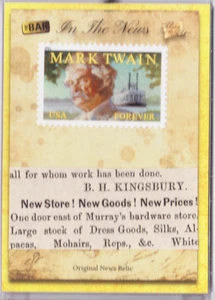 THE BAR
In The News
MARK TWAIN
USA FOREVER
all for whom work has been done.
B. H. KINGSBURY.
New Store! New Goods! New Prices!
One door east of Murray's hardware store.
Large stock of Dress Goods, Silks, Al-
pacas, Mohairs, Reps., &c. White
Original News Relic